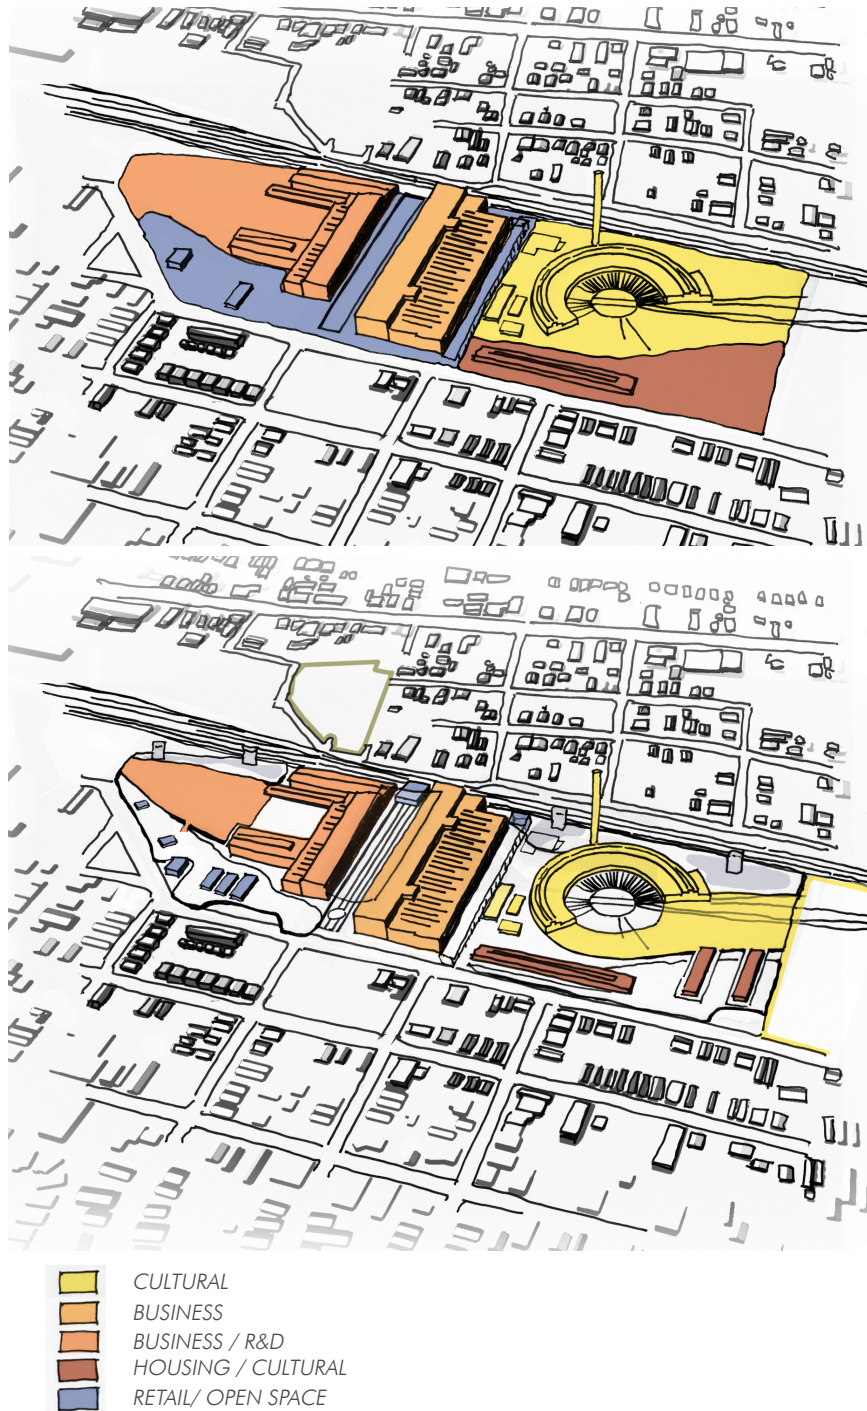 CULTURAL
BUSINESS
BUSINESS / R&D
HOUSING / CULTURAL
RETAIL/ OPEN SPACE